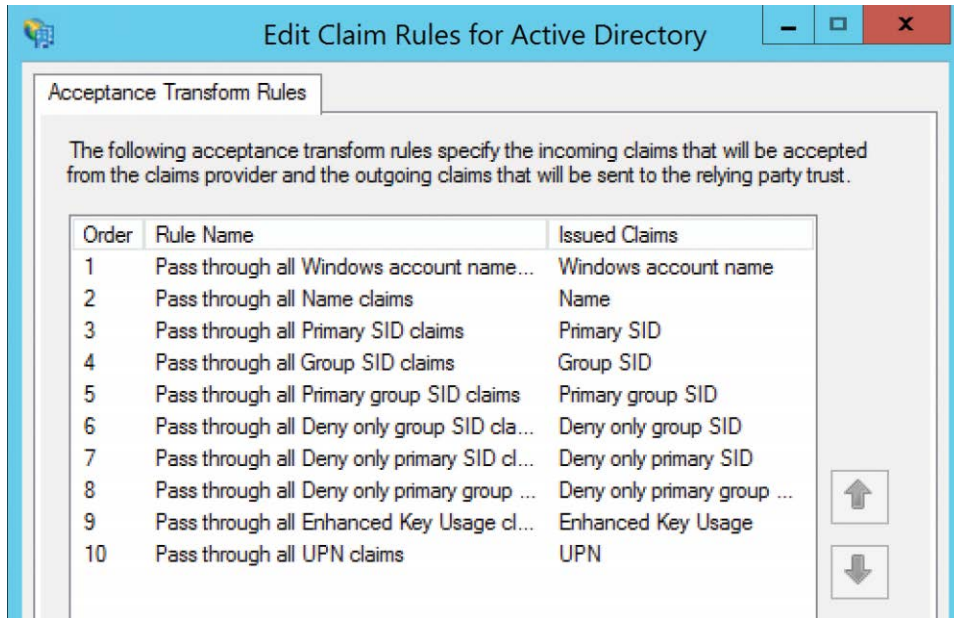 Edit Claim Rules for Active Directory
Acceptance Transform Rules
The following acceptance transform rules specify the incoming claims that will be accepted
from the claims provider and the outgoing claims that will be sent to the relying party trust.
Order Rule Name Issued Claims
1 Pass through all Windows account name... Windows account name
2 Pass through all Name claims Name
3 Pass through all Primary SID claims Primary SID
4 Pass through all Group SID claims Group SID
5 Pass through all Primary group SID claims Primary group SID
6 Pass through all Deny only group SID cla... Deny only group SID
7 Pass through all Deny only primary SID cl... Deny only primary SID
8 Pass through all Deny only primary group ... Deny only primary group ...
9 Pass through all Enhanced Key Usage cl... Enhanced Key Usage
10 Pass through all UPN claims UPN